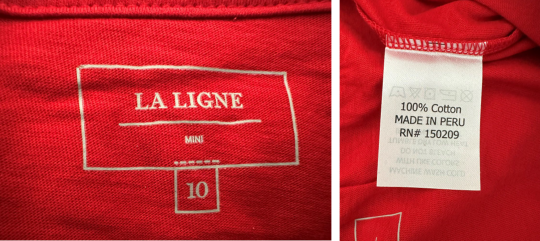 LA LIGNE
MINI
10
100% Cotton
MADE IN PERU
RN# 150209